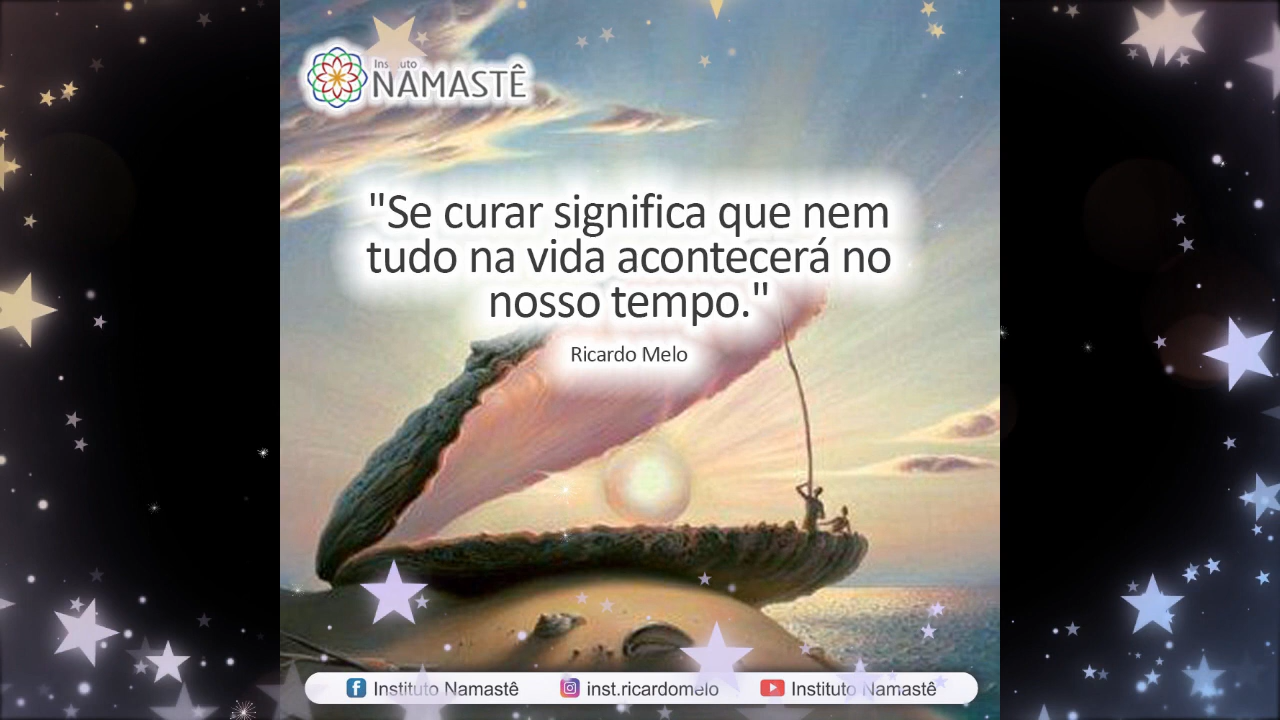 Instituto
NAMASTÊ
"Se curar significa que nem
tudo na vida acontecerá no
nosso tempo."
Ricardo Melo
Instituto Namastê inst.ricardomelo Instituto Namastê